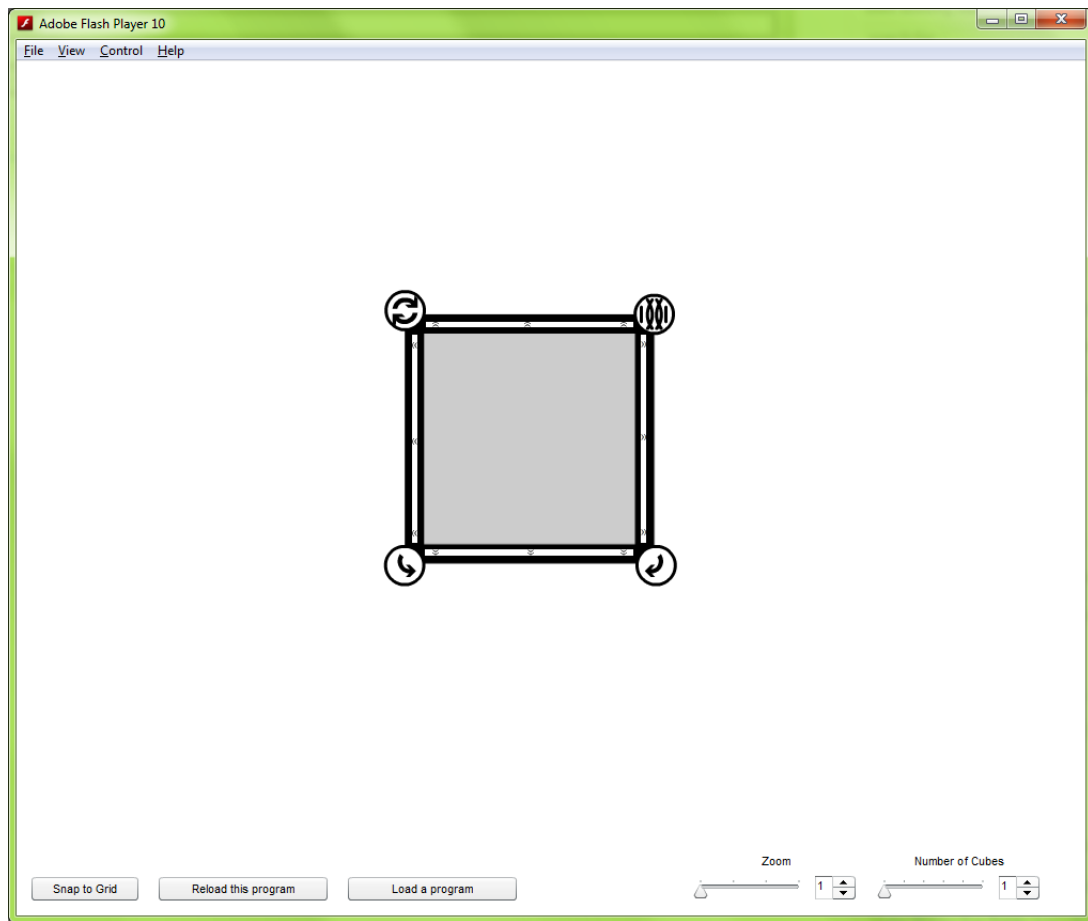 Adobe Flash Player 10
File View Control Help
Zoom Number of Cubes
Snap to Grid Reload this program Load a program 1 1